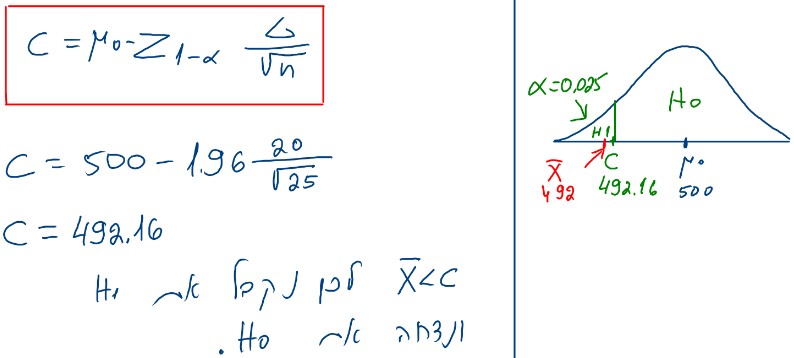 C = μ₀ - Z₁₋α σ/√n
C = 500 - 1.96 20/√25
C = 492.16
X̄<C לכן נקבל את H₁
ונדחה את H₀.
α=0.025
H₀
H1
X̄ C μ₀
492 492.16 500